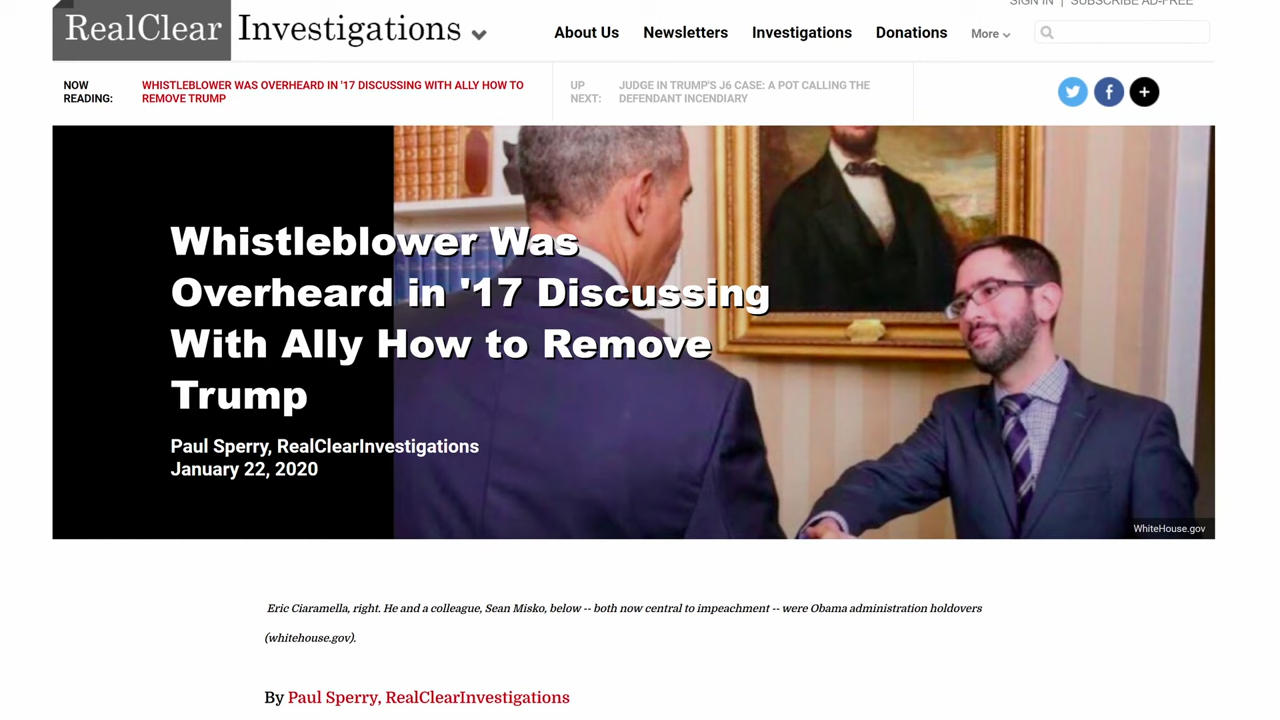 SIGN IN | SUBSCRIBE AD-FREE
RealClear Investigations
About Us Newsletters Investigations Donations More
NOW READING: WHISTLEBLOWER WAS OVERHEARD IN '17 DISCUSSING WITH ALLY HOW TO REMOVE TRUMP
UP NEXT: JUDGE IN TRUMP'S J6 CASE: A POT CALLING THE DEFENDANT INCENDIARY
Whistleblower Was
Overheard in '17 Discussing
With Ally How to Remove
Trump
Paul Sperry, RealClearInvestigations
January 22, 2020
WhiteHouse.gov
Eric Ciaramella, right. He and a colleague, Sean Misko, below -- both now central to impeachment -- were Obama administration holdovers
(whitehouse.gov).
By Paul Sperry, RealClearInvestigations